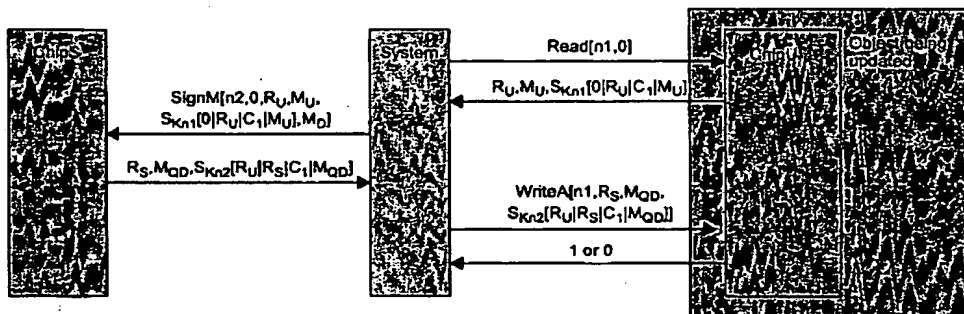 ChipS
System
Object being
updated
Read[n1,0]
R_U,M_U,S_Kn1[0|R_U|C_1|M_U]
SignM[n2,0,R_U,M_U,
S_Kn1[0|R_U|C_1|M_U],M_D]
R_S,M_QD,S_Kn2[R_U|R_S|C_1|M_QD]
WriteA[n1,R_S,M_QD,
S_Kn2[R_U|R_S|C_1|M_QD]]
1 or 0